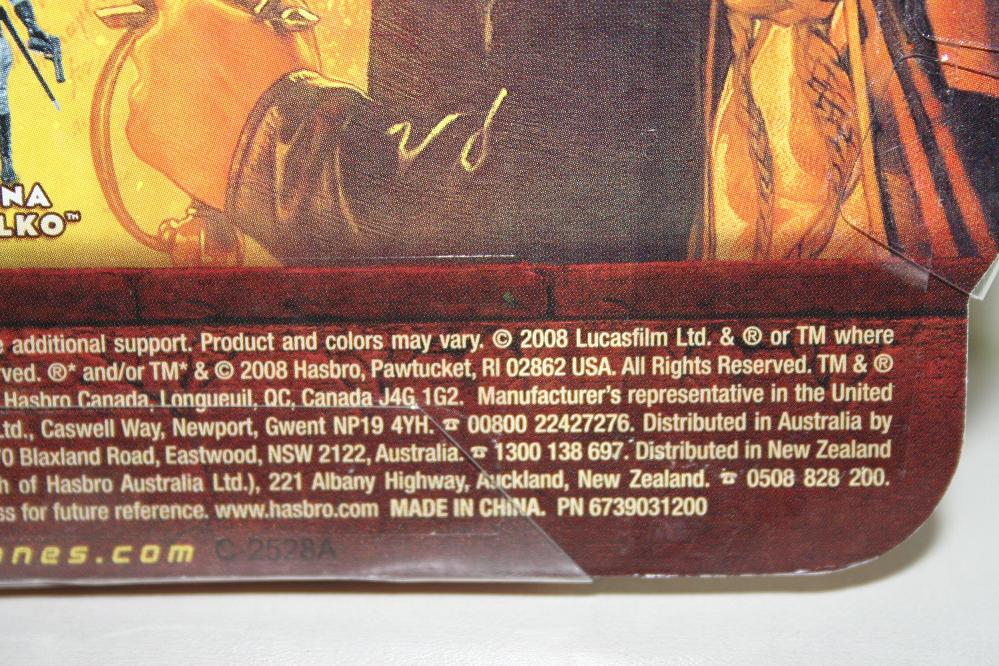 NA
LKO™
additional support. Product and colors may vary. © 2008 Lucasfilm Ltd. & ® or TM where
ved. ®* and/or TM* & © 2008 Hasbro, Pawtucket, RI 02862 USA. All Rights Reserved. TM & ®
Hasbro Canada, Longueuil, QC, Canada J4G 1G2. Manufacturer's representative in the United
td., Caswell Way, Newport, Gwent NP19 4YH. ☎ 00800 22427276. Distributed in Australia by
0 Blaxland Road, Eastwood, NSW 2122, Australia. ☎ 1300 138 697. Distributed in New Zealand
h of Hasbro Australia Ltd.), 221 Albany Highway, Auckland, New Zealand. ☎ 0508 828 200.
ss for future reference. www.hasbro.com MADE IN CHINA. PN 6739031200
nes.com C-2528A